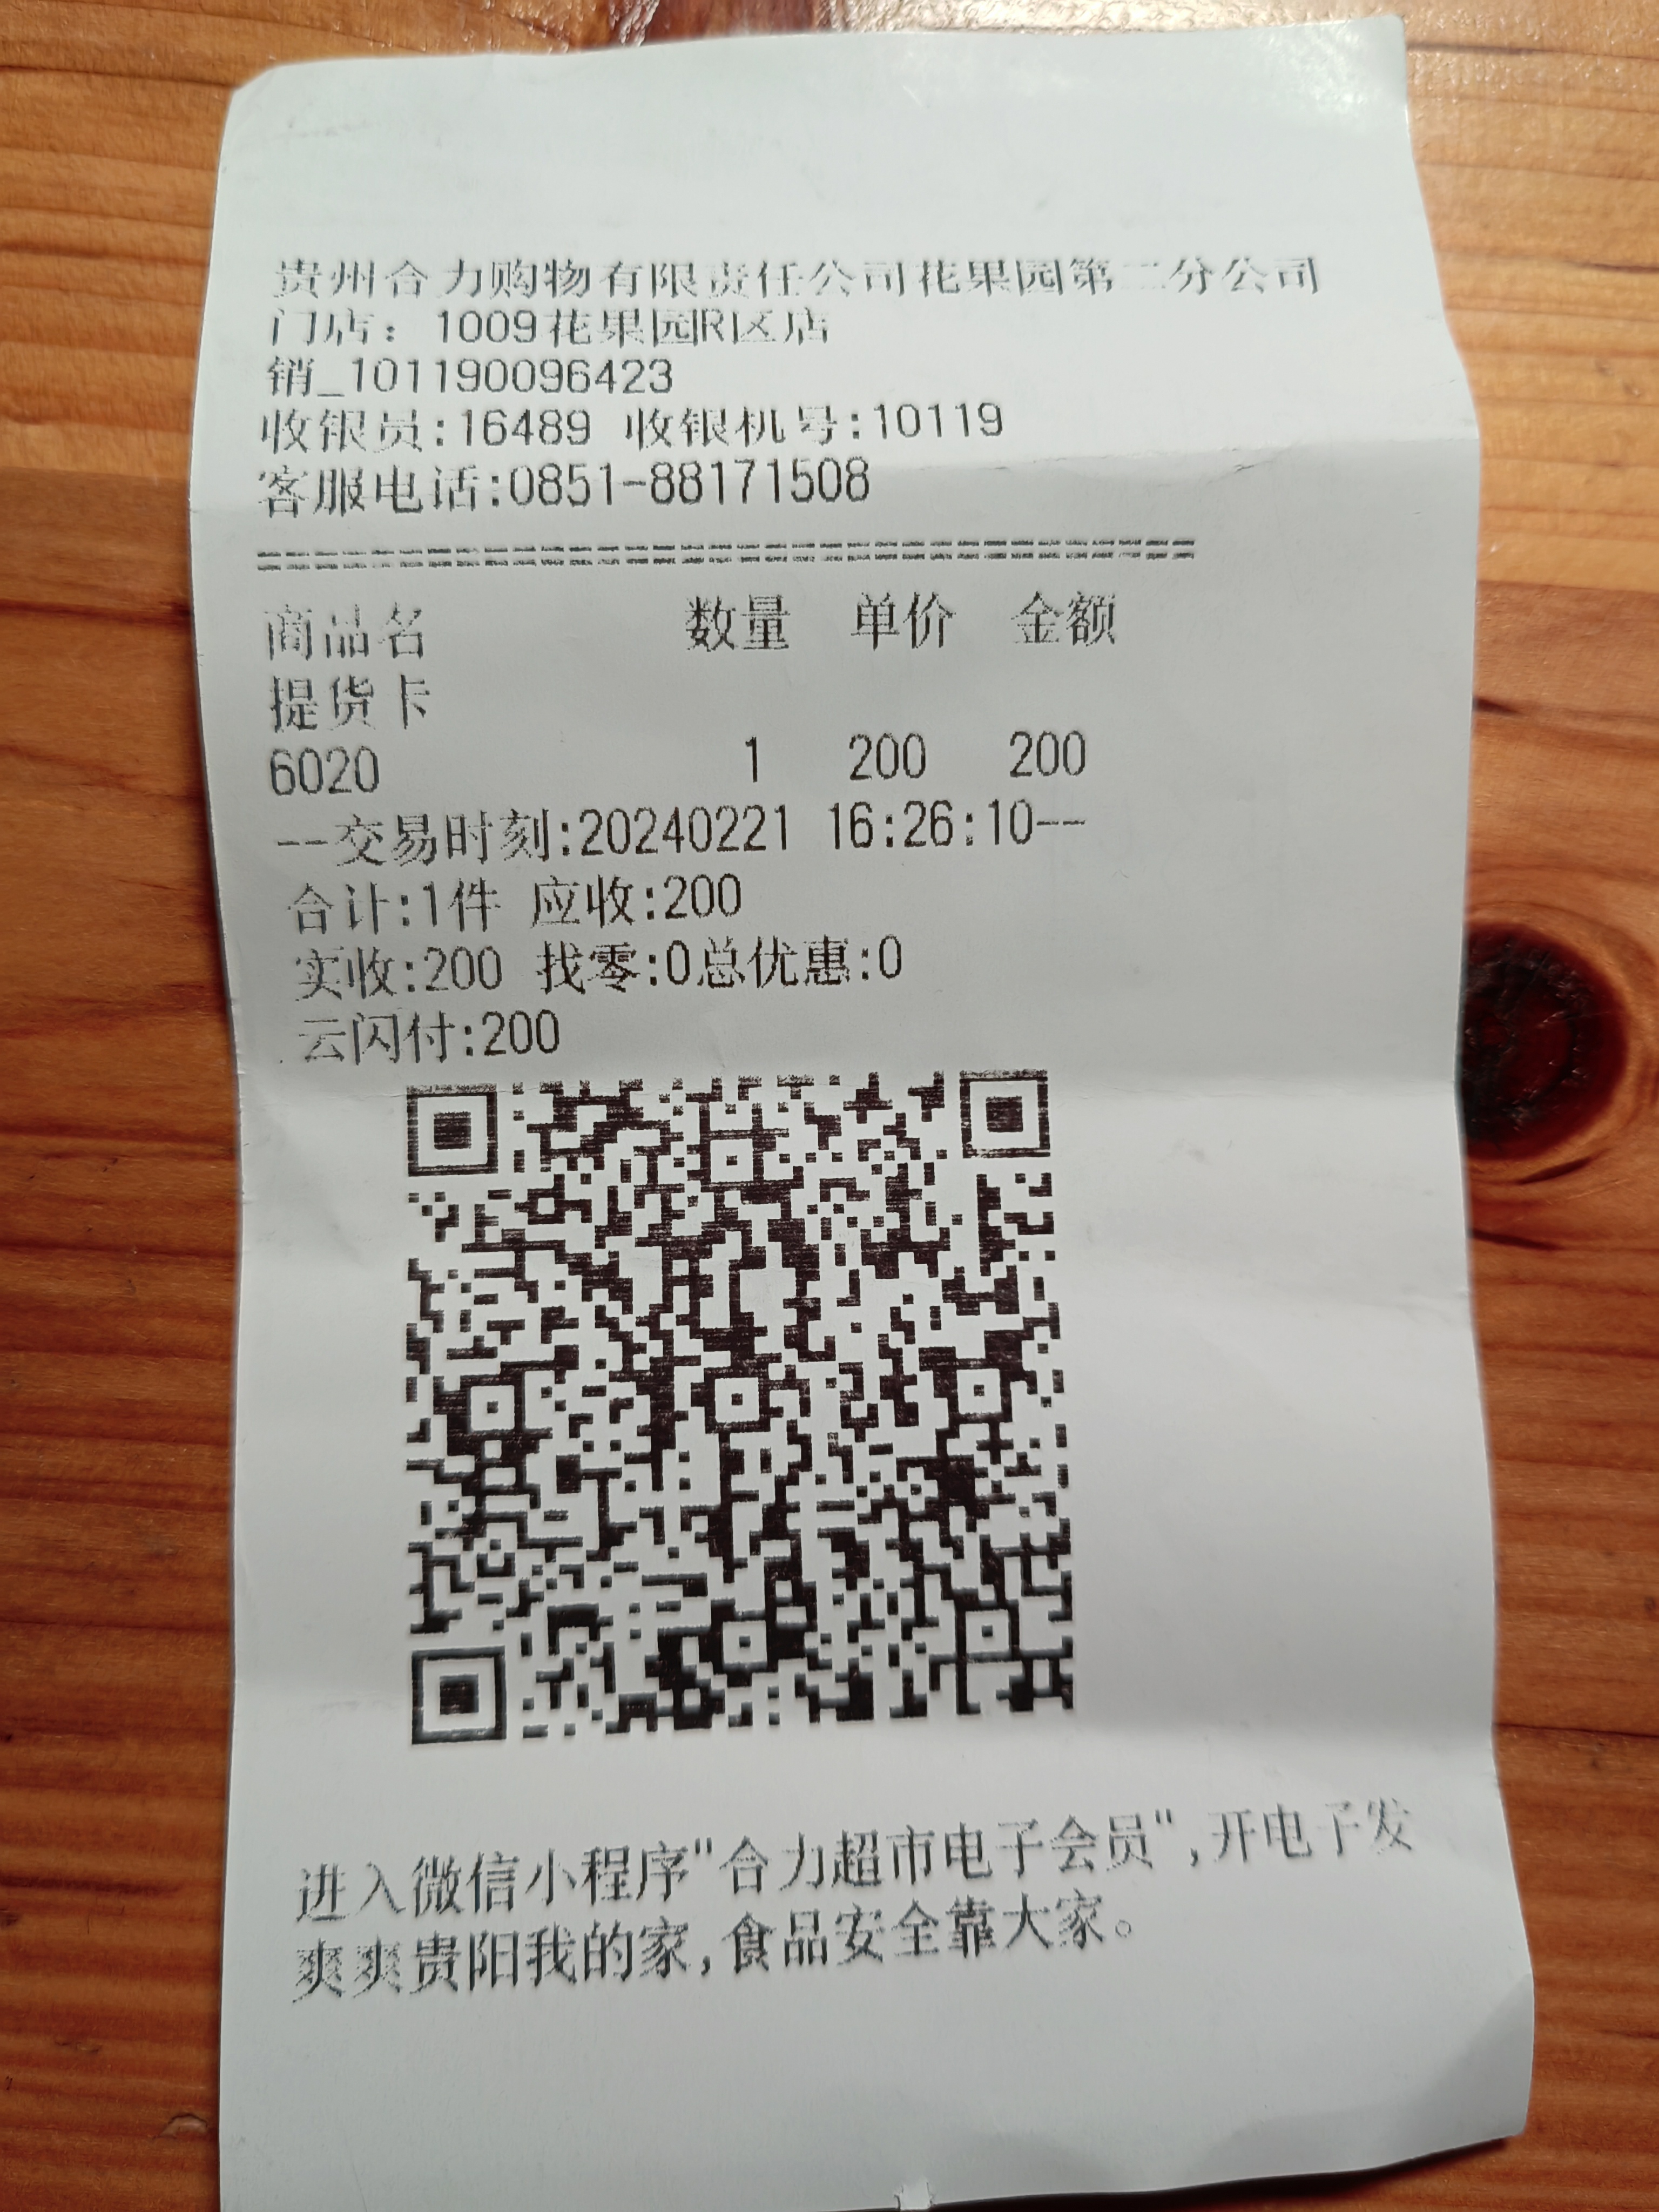 贵州合力购物有限责任公司花果园第二分公司
门店：1009花果园R区店
销_101190096423
收银员:16489 收银机号:10119
客服电话:0851-88171508
==================================
商品名 数量 单价 金额
提货卡
6020 1 200 200
--交易时刻:20240221 16:26:10--
合计:1件 应收:200
实收:200 找零:0总优惠:0
云闪付:200
进入微信小程序"合力超市电子会员",开电子发
爽爽贵阳我的家,食品安全靠大家。